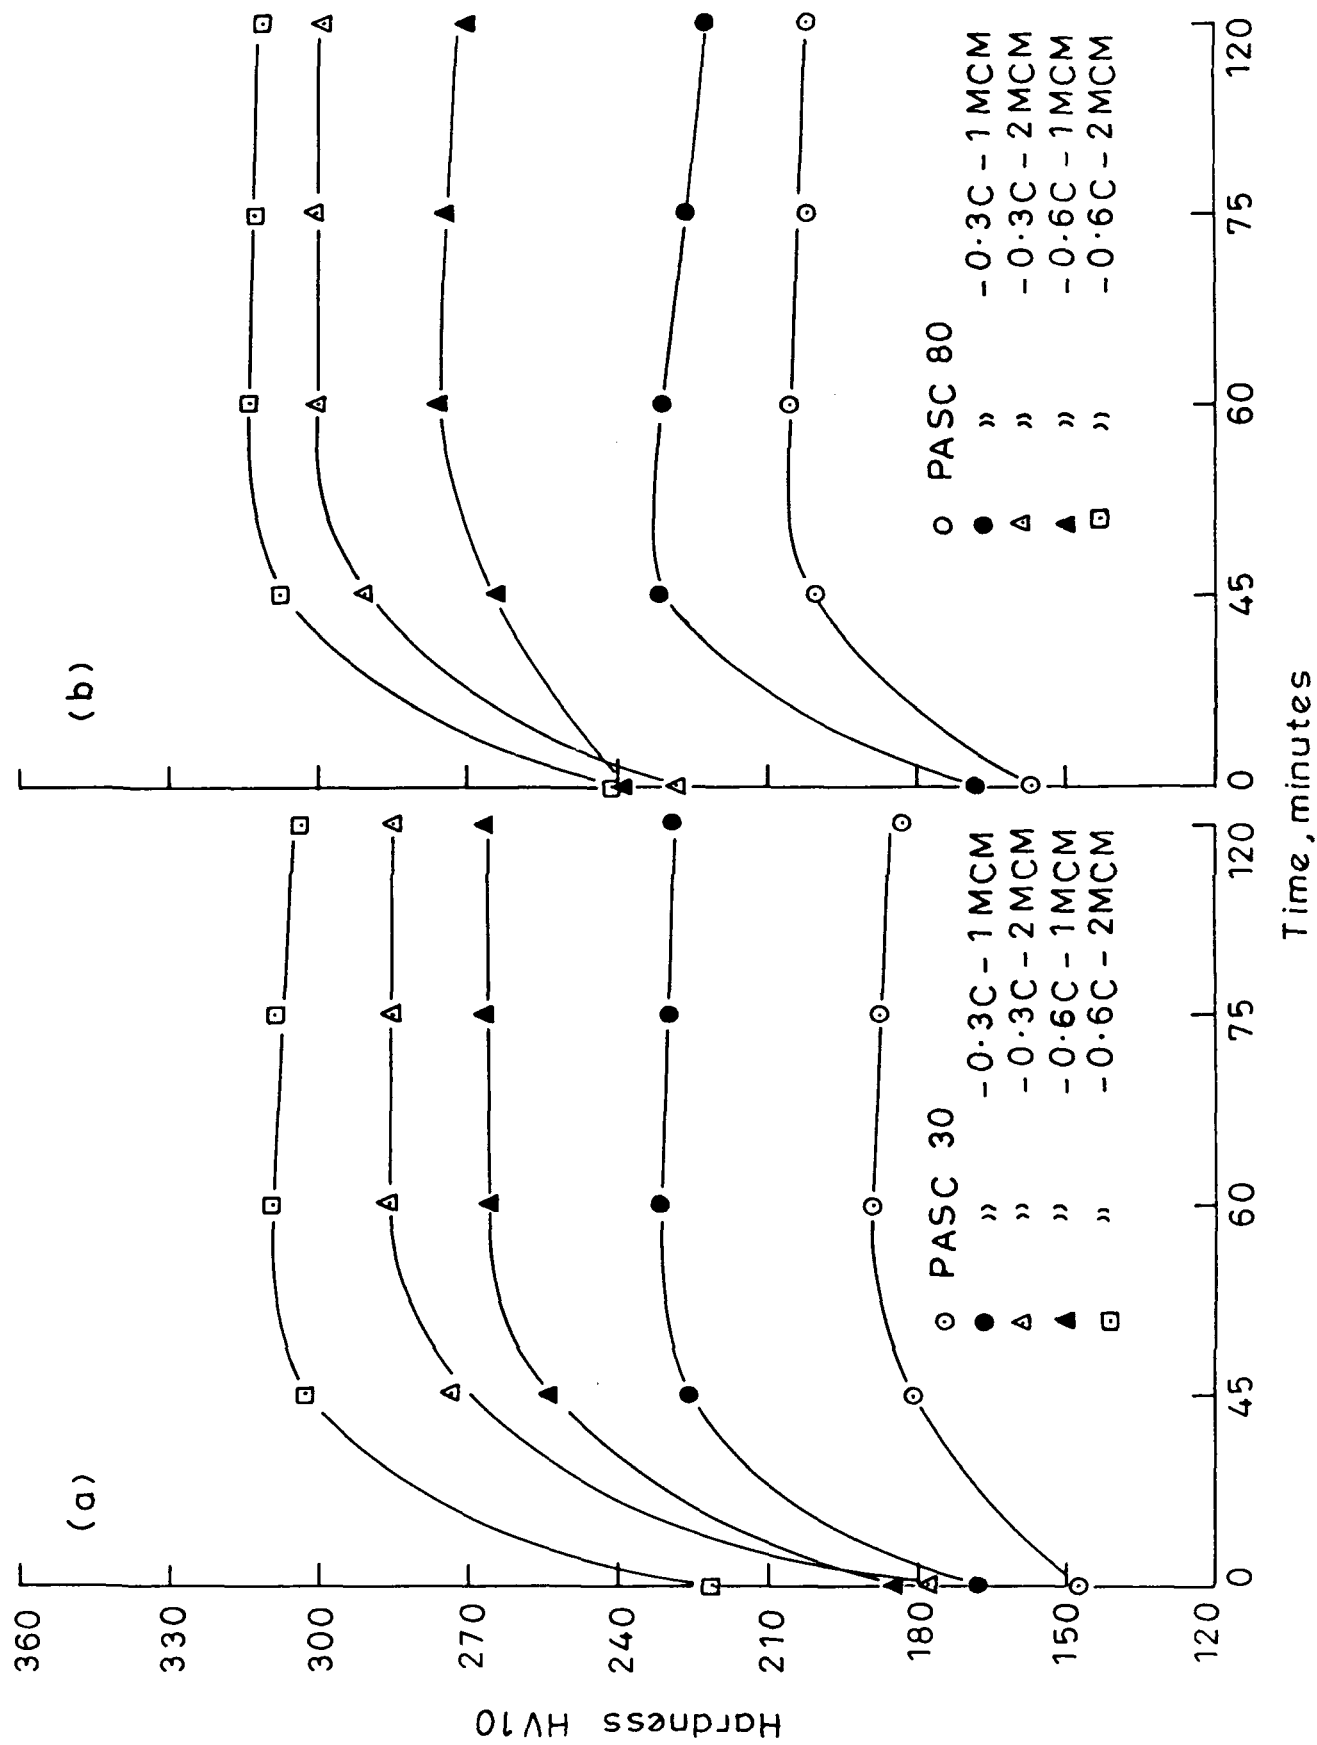 (a)
(b)
360
330
300
270
240
210
180
150
120
Hardness HV10
⊙ PASC 30
● " -0·3C-1MCM
△ " -0·3C-2MCM
▲ " -0·6C-1MCM
⊡ " -0·6C-2MCM
○ PASC 80
● " -0·3C-1MCM
△ " -0·3C-2MCM
▲ " -0·6C-1MCM
⊡ " -0·6C-2MCM
0 45 60 75 120
0 45 60 75 120
Time, minutes